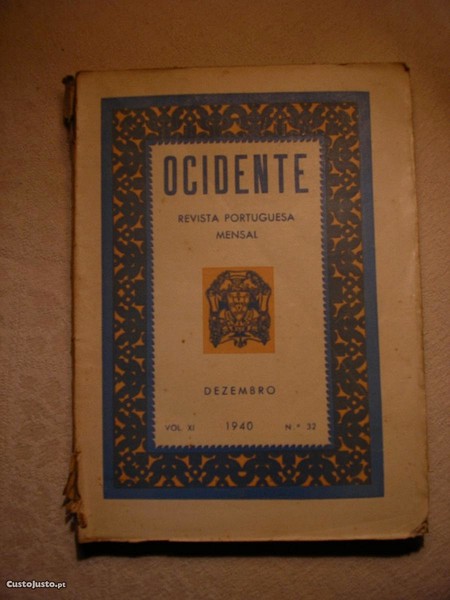 OCIDENTE
REVISTA PORTUGUESA
MENSAL
DEZEMBRO
VOL. XI 1940 N.º 32
CustoJusto.pt